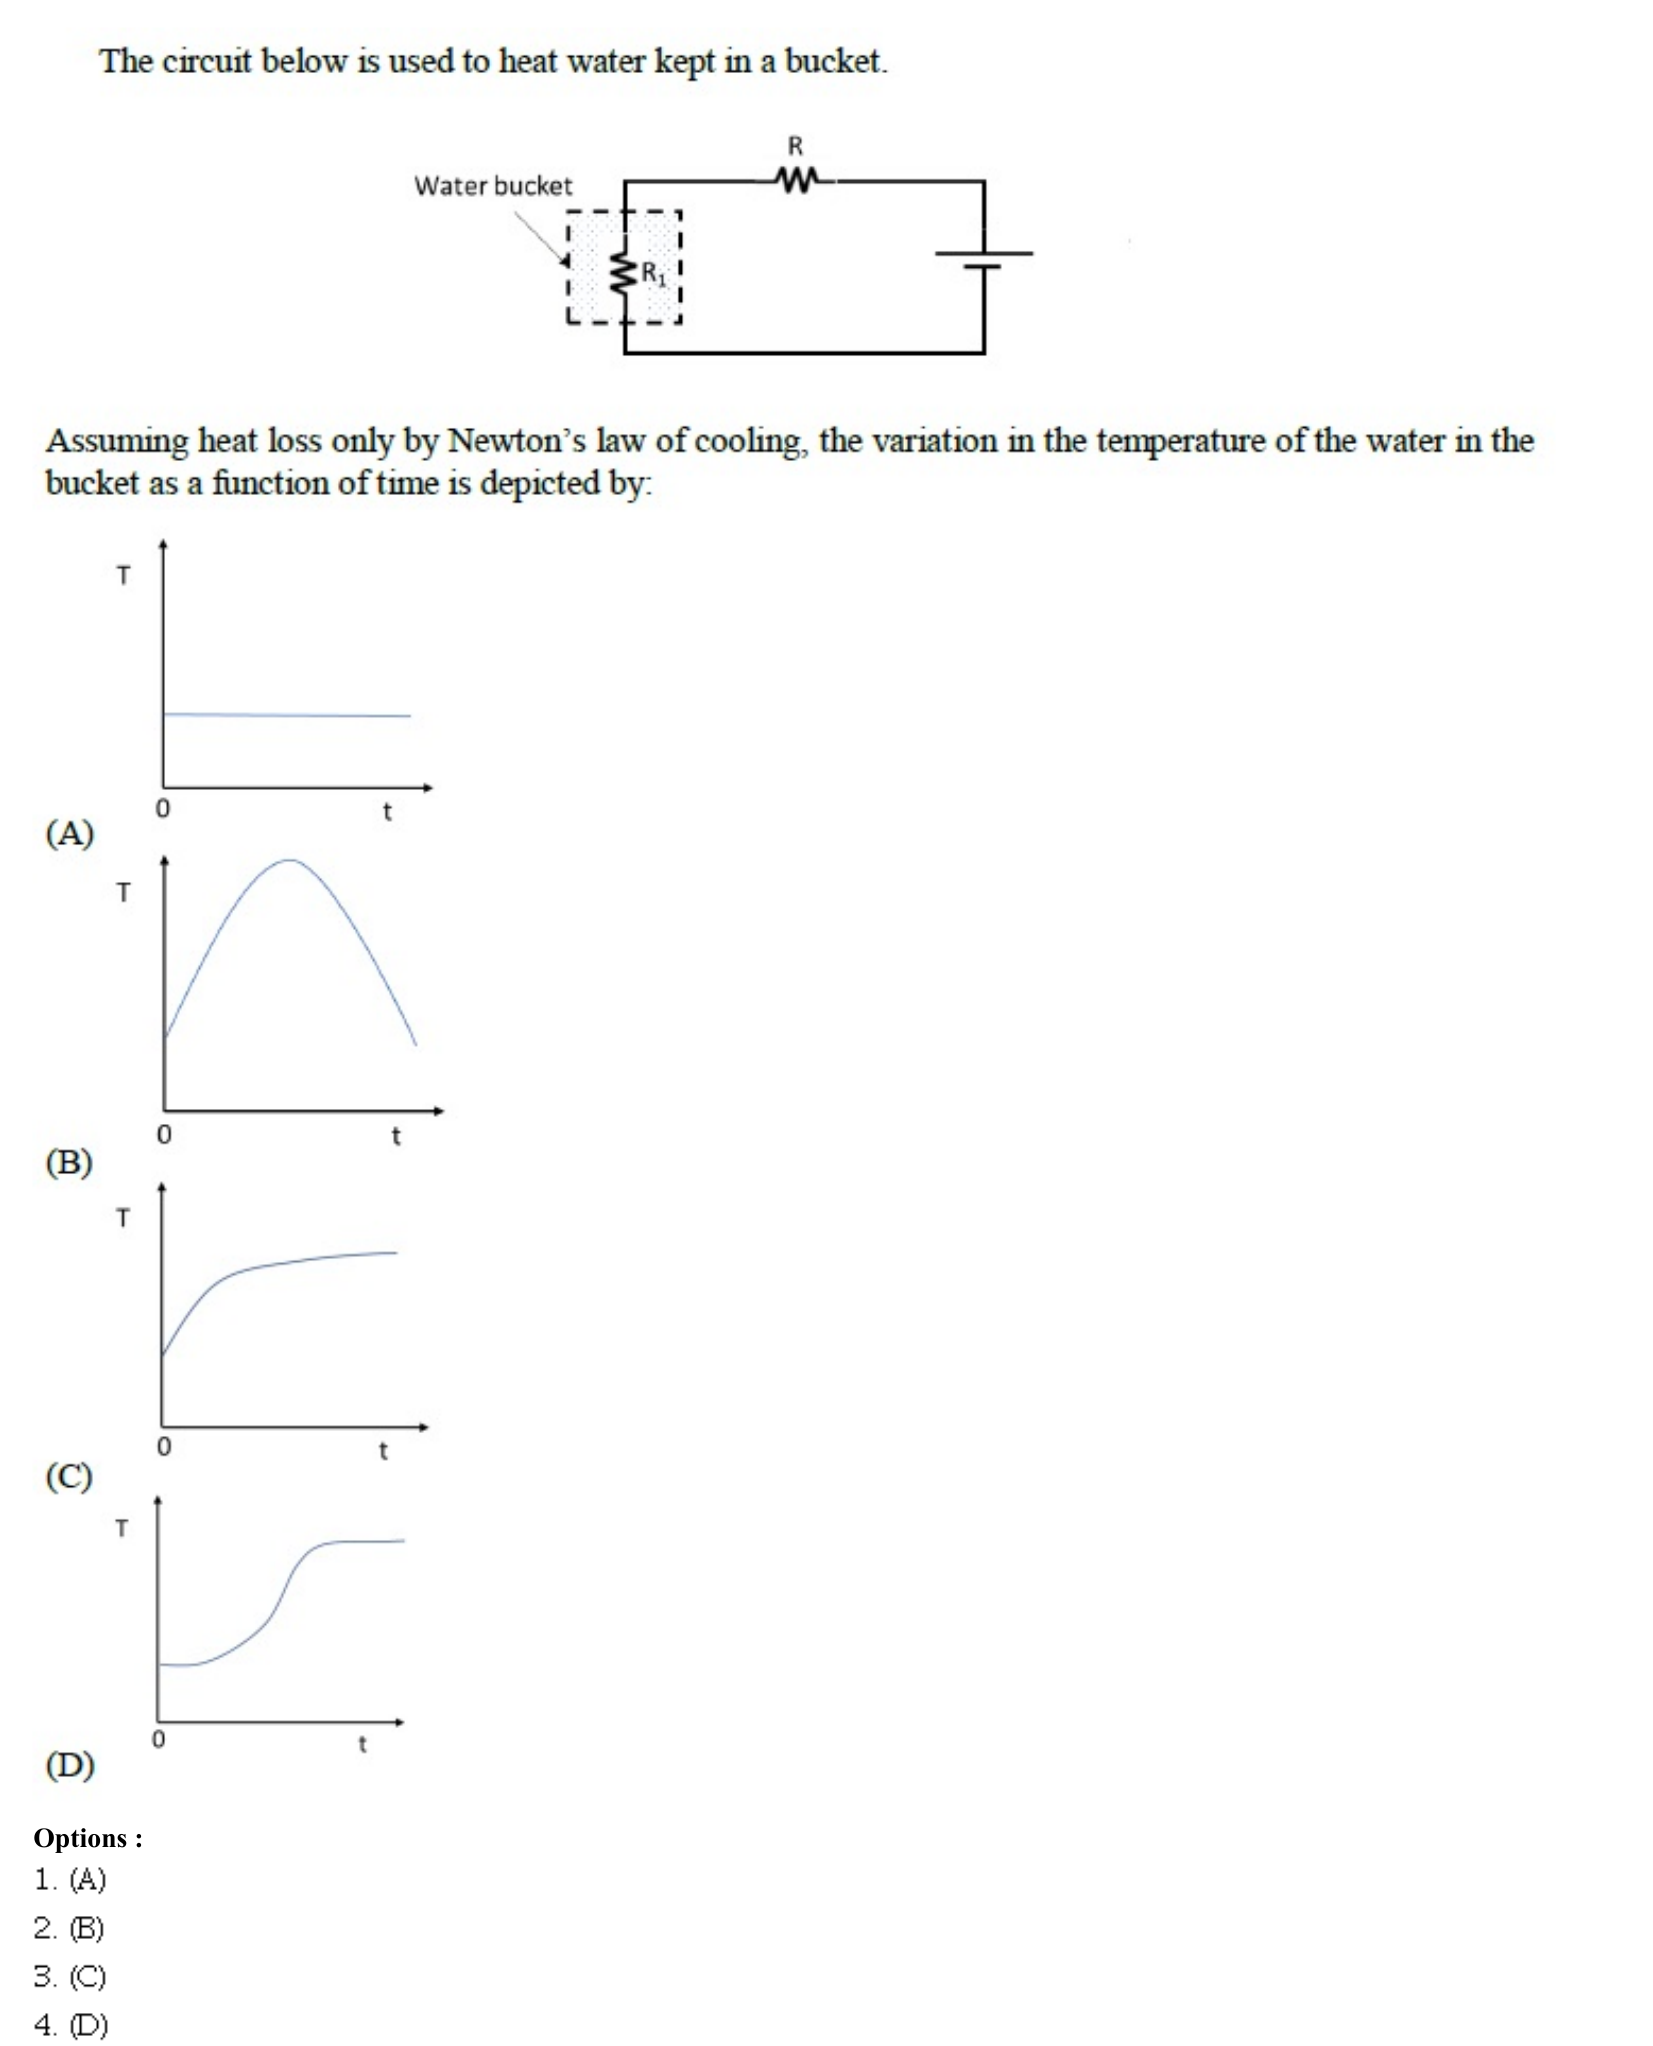 The circuit below is used to heat water kept in a bucket.
R
Water bucket
R₁
Assuming heat loss only by Newton's law of cooling, the variation in the temperature of the water in the
bucket as a function of time is depicted by:
T
0 t
(A)
T
0 t
(B)
T
0 t
(C)
T
0 t
(D)
Options :
1. (A)
2. (B)
3. (C)
4. (D)